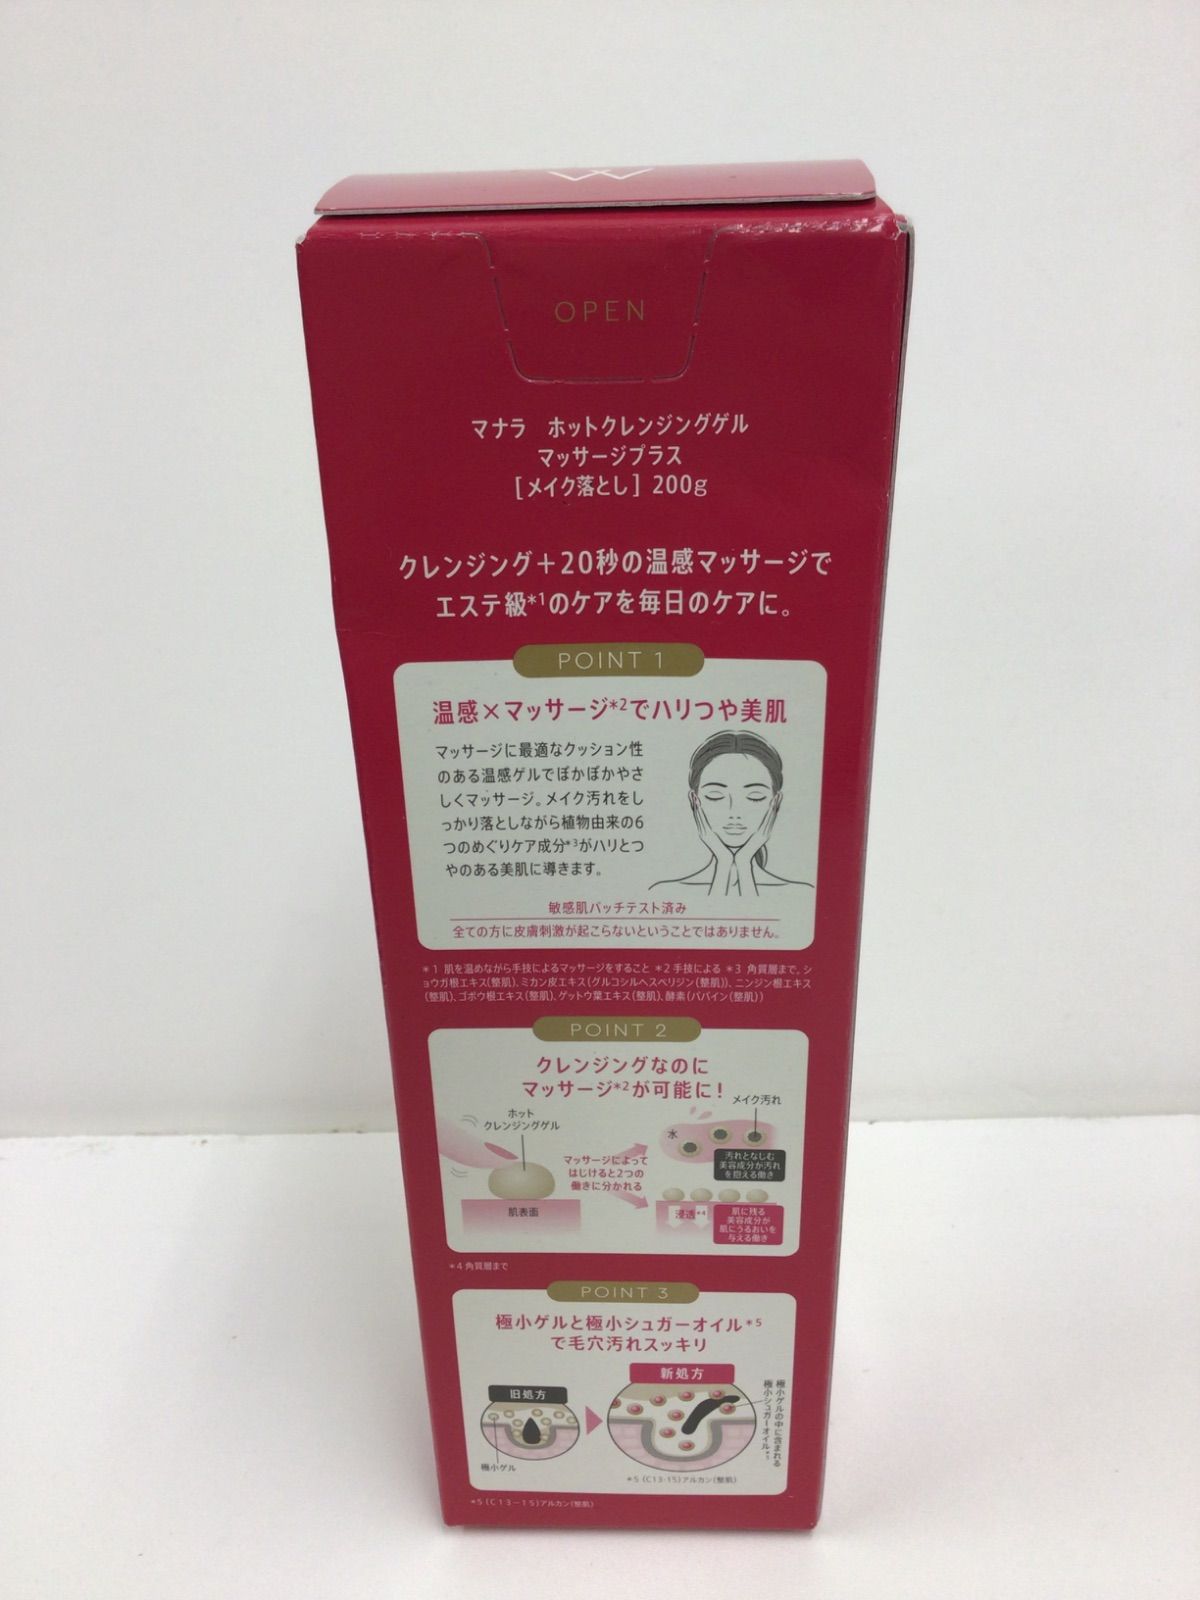 OPEN
マナラ ホットクレンジングゲル
マッサージプラス
[メイク落とし] 200g
クレンジング+20秒の温感マッサージで
エステ級*1のケアを毎日のケアに。
POINT 1
温感×マッサージ*2でハリつや美肌
マッサージに最適なクッション性
のある温感ゲルでぽかぽかやさ
しくマッサージ。メイク汚れをし
っかり落としながら植物由来の6
つのめぐりケア成分*3がハリとつ
やのある美肌に導きます。
敏感肌パッチテスト済み
全ての方に皮膚刺激が起こらないということではありません。
*1 肌を温めながら手技によるマッサージをすること *2 手技による *3 角質層まで。シ
ョウガ根エキス(整肌)、ミカン皮エキス(グルコシルヘスペリジン(整肌))、ニンジン根エキス
(整肌)、ゴボウ根エキス(整肌)、ゲットウ葉エキス(整肌)、酵素(パパイン(整肌))
POINT 2
クレンジングなのに
マッサージ*2が可能に!
ホット
クレンジングゲル
肌表面
マッサージによって
はじけると2つの
働きに分かれる
メイク汚れ
水
汚れとなじむ
美容成分が汚れ
を抱える働き
浸透*4
肌に残る
美容成分が
肌にうるおいを
与える働き
*4 角質層まで
POINT 3
極小ゲルと極小シュガーオイル*5
で毛穴汚れスッキリ
旧処方
極小ゲル
新処方
極小ゲルの中に含まれる
極小シュガーオイル*5
*5 (C13-15)アルカン(整肌)
*5 (C13-15)アルカン(整肌)